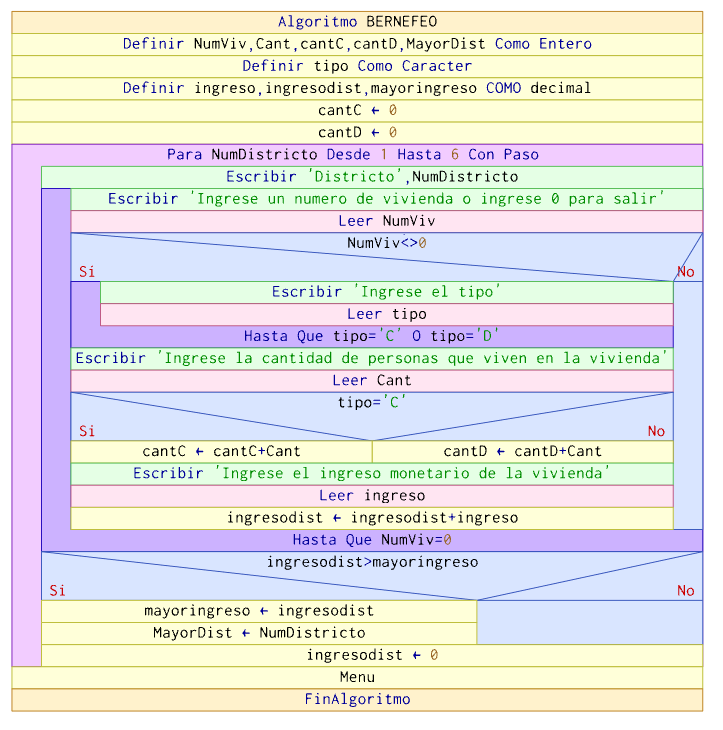 Algoritmo BERNEFEO
Definir NumViv,Cant,cantC,cantD,MayorDist Como Entero
Definir tipo Como Caracter
Definir ingreso,ingresodist,mayoringreso COMO decimal
cantC ← 0
cantD ← 0
Para NumDistricto Desde 1 Hasta 6 Con Paso
Escribir 'Districto',NumDistricto
Escribir 'Ingrese un numero de vivienda o ingrese 0 para salir'
Leer NumViv
NumViv<>0
Si No
Escribir 'Ingrese el tipo'
Leer tipo
Hasta Que tipo='C' O tipo='D'
Escribir 'Ingrese la cantidad de personas que viven en la vivienda'
Leer Cant
tipo='C'
Si No
cantC ← cantC+Cant cantD ← cantD+Cant
Escribir 'Ingrese el ingreso monetario de la vivienda'
Leer ingreso
ingresodist ← ingresodist+ingreso
Hasta Que NumViv=0
ingresodist>mayoringreso
Si No
mayoringreso ← ingresodist
MayorDist ← NumDistricto
ingresodist ← 0
Menu
FinAlgoritmo